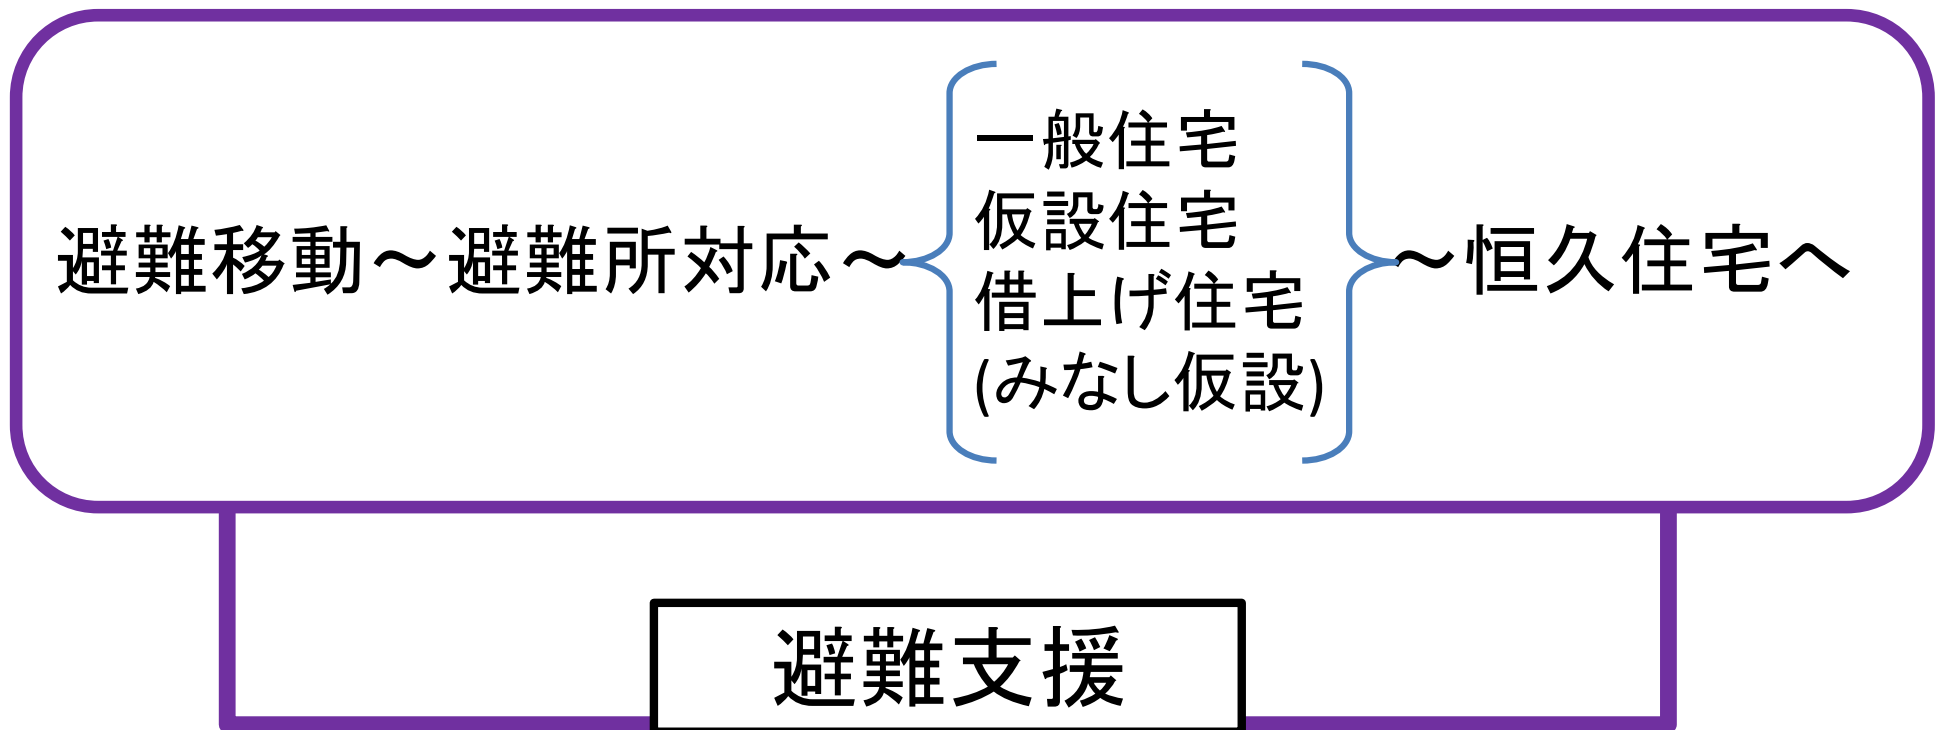 避難移動～避難所対応～
一般住宅
仮設住宅
借上げ住宅
(みなし仮設)
～恒久住宅へ
避難支援